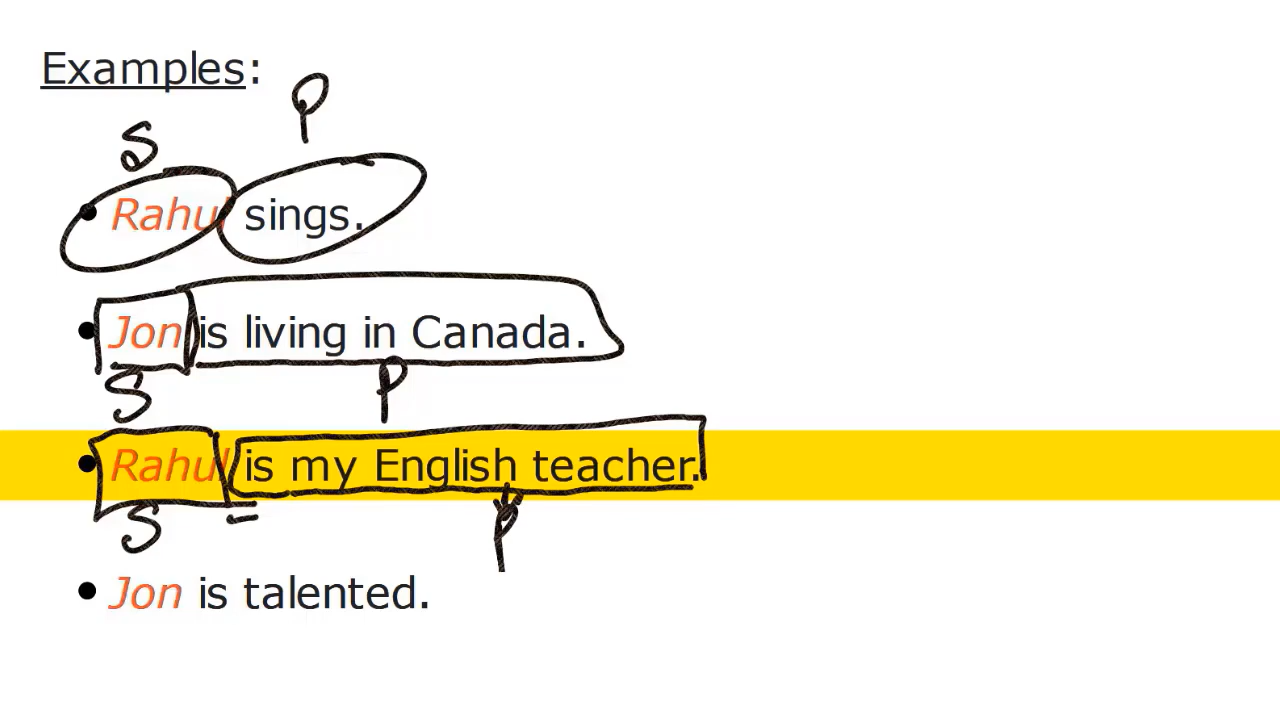 Examples:
S P
• Rahul sings.
• Jon is living in Canada.
S P
• Rahul is my English teacher.
S P
• Jon is talented.